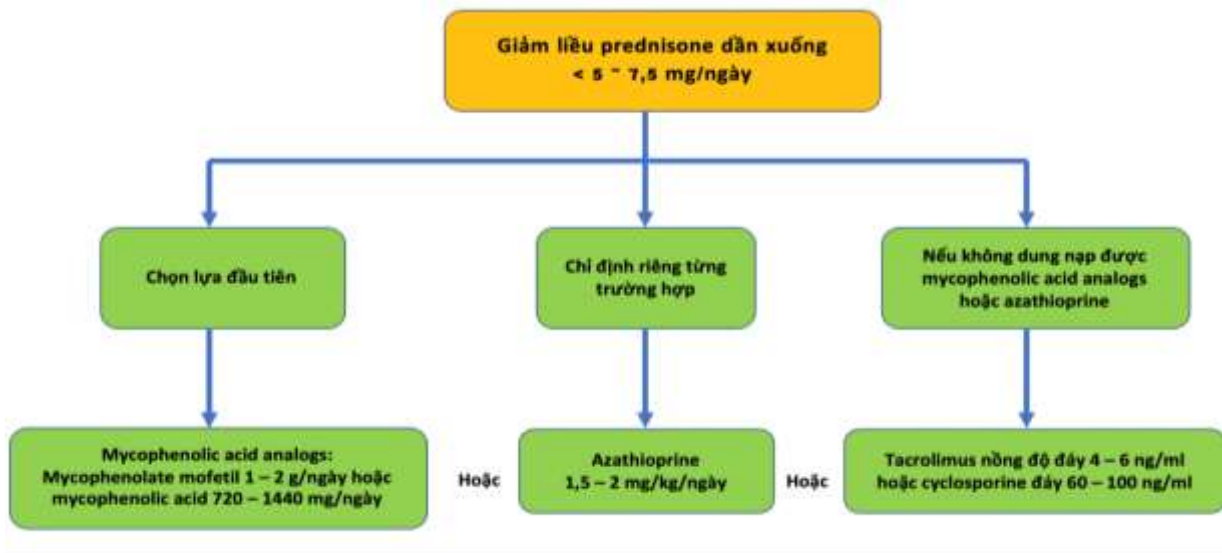 Giảm liều prednisone dần xuống
< 5 ~ 7,5 mg/ngày
Chọn lựa đầu tiên
Chỉ định riêng từng
trường hợp
Nếu không dung nạp được
mycophenolic acid analogs
hoặc azathioprine
Mycophenolic acid analogs:
Mycophenolate mofetil 1 – 2 g/ngày hoặc
mycophenolic acid 720 – 1440 mg/ngày
Hoặc
Azathioprine
1,5 – 2 mg/kg/ngày
Hoặc
Tacrolimus nồng độ đáy 4 – 6 ng/ml
hoặc cyclosporine đáy 60 – 100 ng/ml